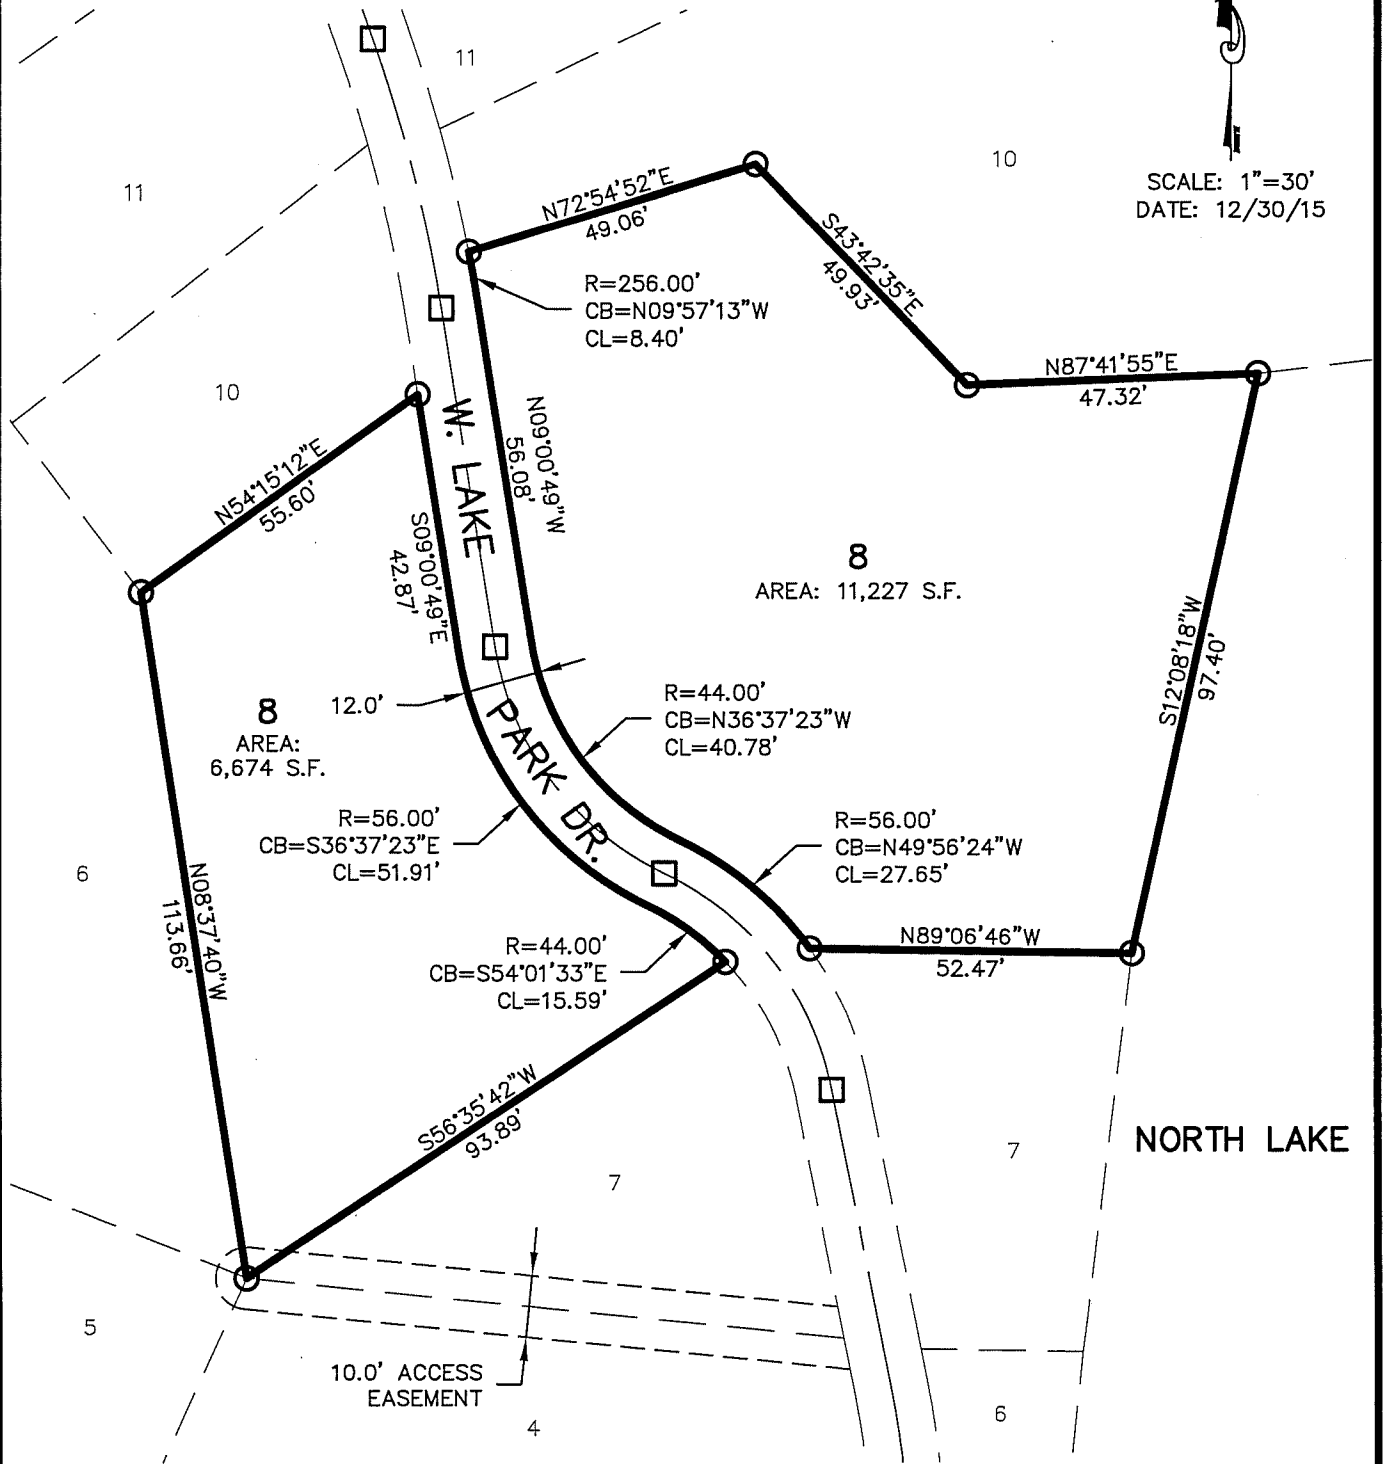 11
10
SCALE: 1"=30'
DATE: 12/30/15
11
N72°54'52"E
49.06'
S43°42'35"E
49.93'
R=256.00'
CB=N09°57'13"W
CL=8.40'
N87°41'55"E
47.32'
10
W. LAKE
PARK DR.
N09°00'49"W
56.08'
N54°15'12"E
55.60'
S09°00'49"E
42.87'
8
AREA: 11,227 S.F.
S12°08'18"W
97.40'
12.0'
8
AREA:
6,674 S.F.
R=44.00'
CB=N36°37'23"W
CL=40.78'
R=56.00'
CB=S36°37'23"E
CL=51.91'
R=56.00'
CB=N49°56'24"W
CL=27.65'
6
N08°37'40"W
113.66'
R=44.00'
CB=S54°01'33"E
CL=15.59'
N89°06'46"W
52.47'
S56°35'42"W
93.89'
7
7
NORTH LAKE
5
10.0' ACCESS
EASEMENT
4
6